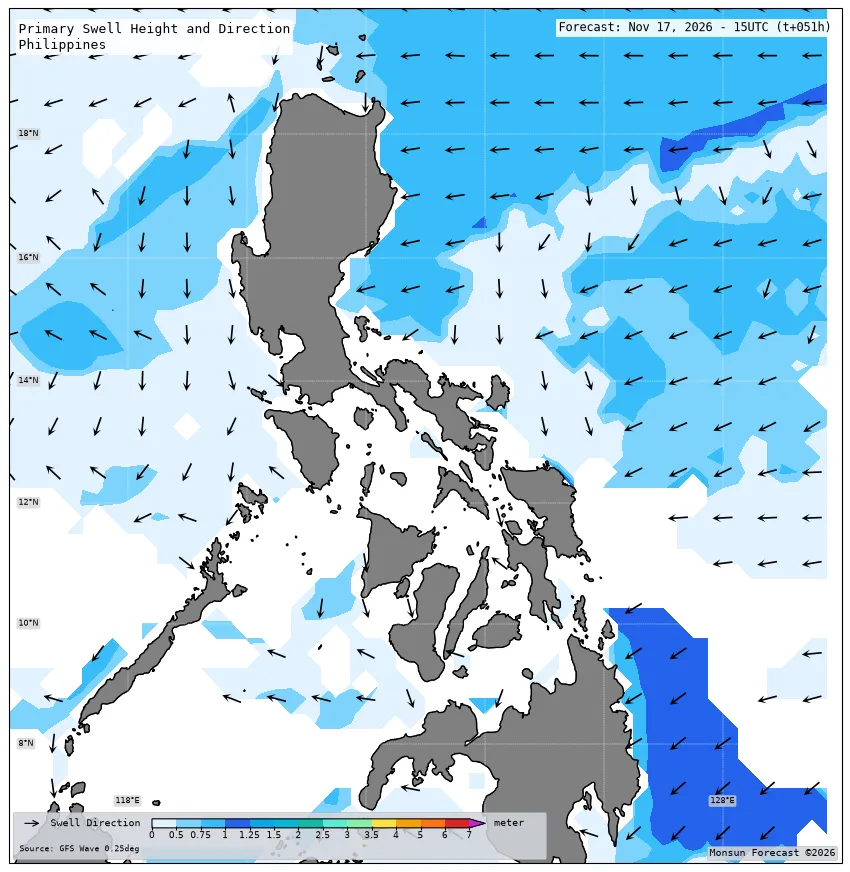 Primary Swell Height and Direction
Philippines
Forecast: Nov 17, 2026 - 15UTC (t+051h)
18°N
16°N
14°N
12°N
10°N
8°N
118°E
128°E
Swell Direction
meter
0 0.5 0.75 1 1.25 1.5 2 2.5 3 3.5 4 5 6 7
Source: GFS Wave 0.25deg
Monsun Forecast ©2026